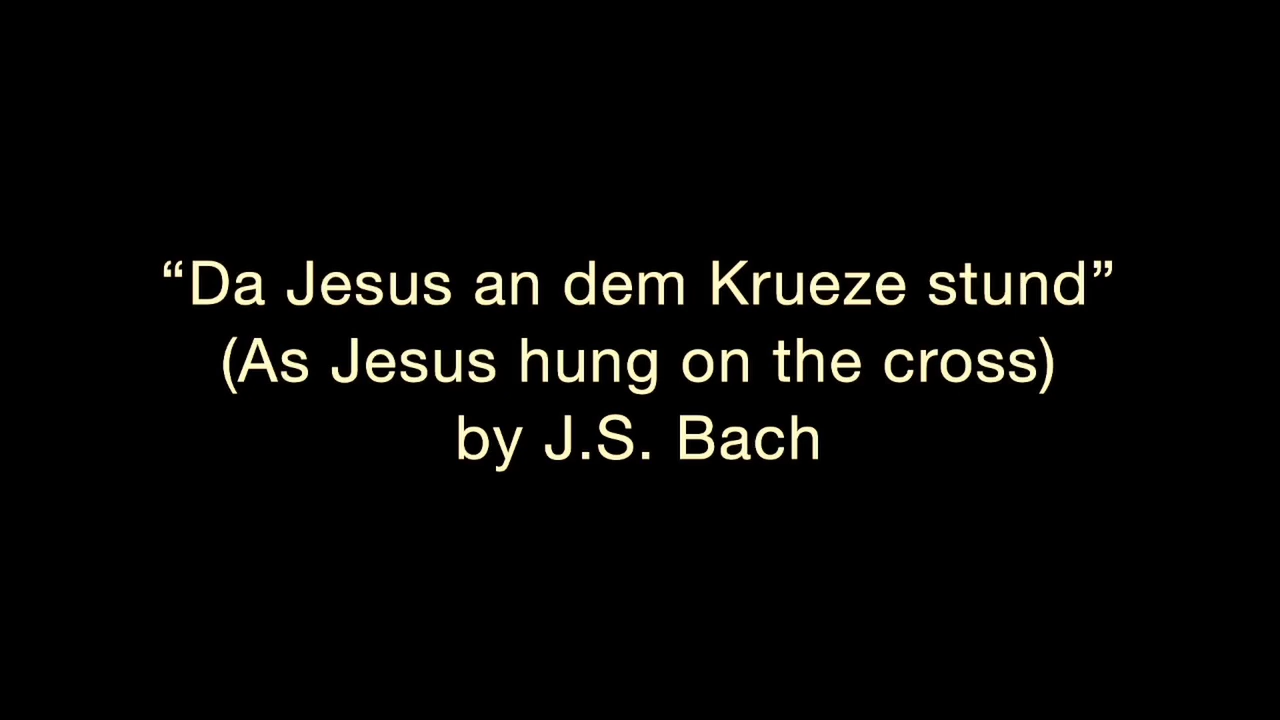 “Da Jesus an dem Krueze stund”
(As Jesus hung on the cross)
by J.S. Bach